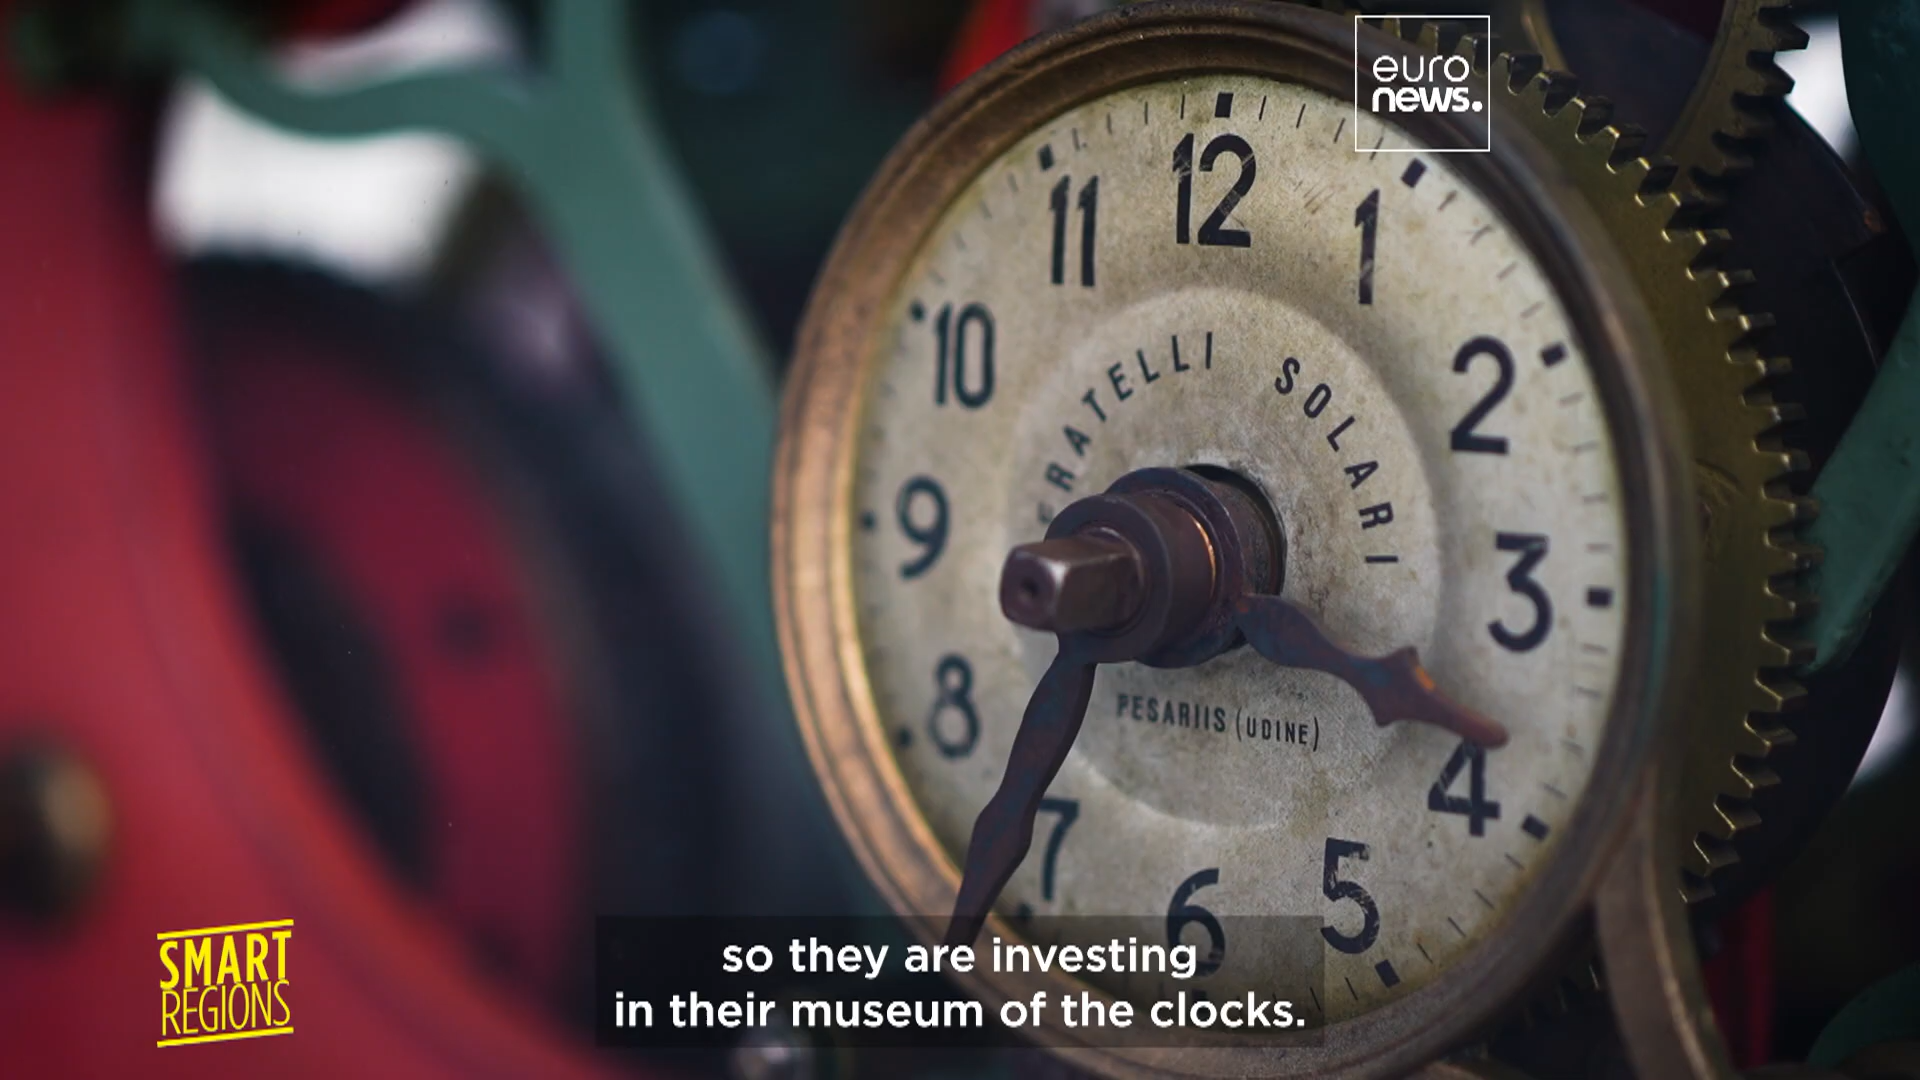 euro
news.
12
11
1
10
2
FRATELLI SOLARI
9
3
8
PESARIIS (UDINE)
4
7
5
6
SMART
REGIONS
so they are investing
in their museum of the clocks.